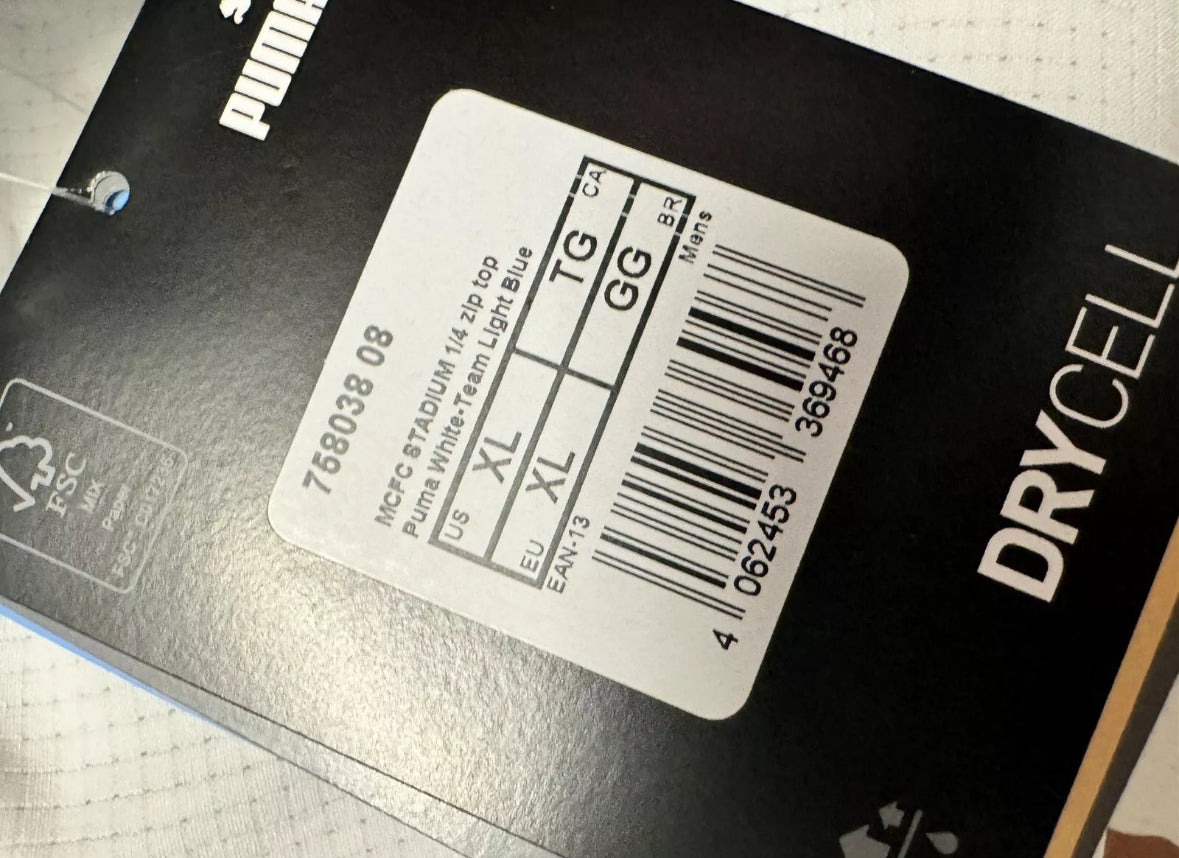 PUMA
758038 08
MCFC STADIUM 1/4 zip top
Puma White-Team Light Blue
US XL TG CA
EU XL GG BR
EAN-13 Mens
4 062453 369468
DRYCELL
FSC
MIX
Paper